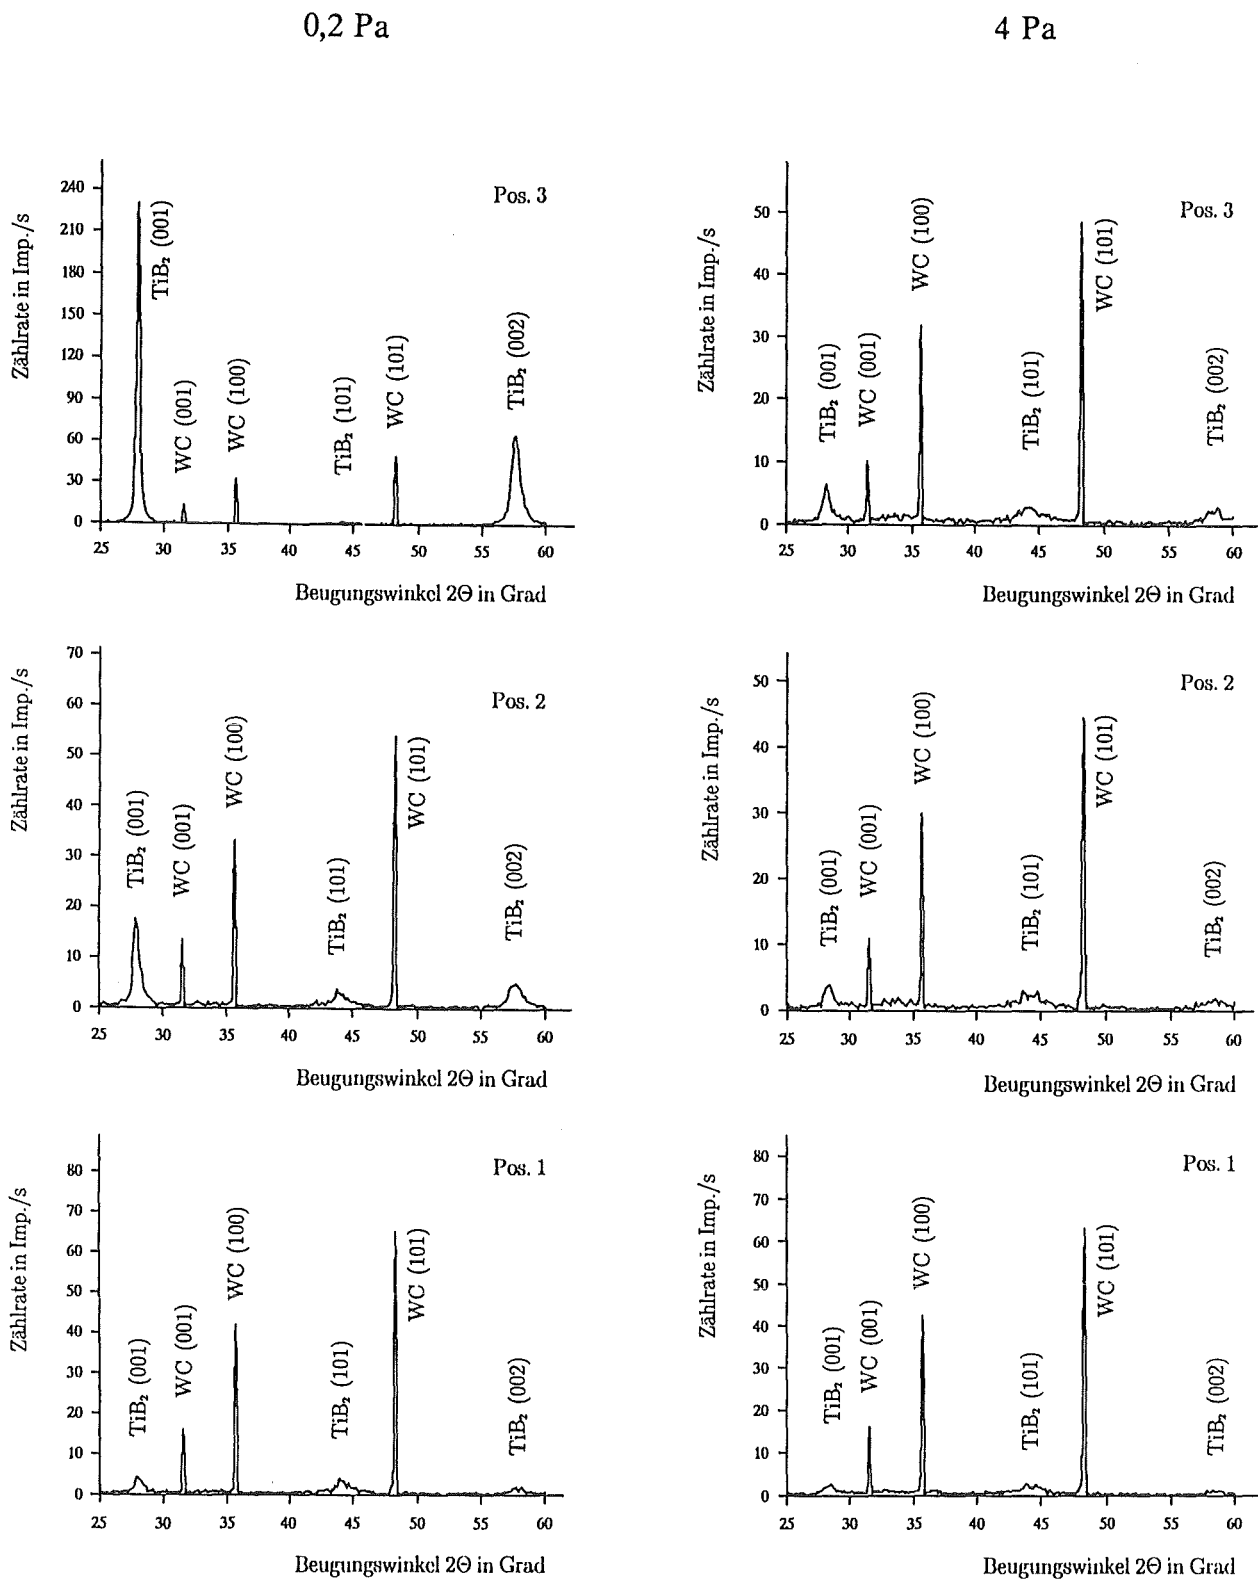 0,2 Pa
4 Pa
Pos. 3
Zählrate in Imp./s
240
210
180
150
120
90
60
30
0
TiB₂ (001)
WC (001)
WC (100)
TiB₂ (101)
WC (101)
TiB₂ (002)
25 30 35 40 45 50 55 60
Beugungswinkel 2Θ in Grad
Pos. 3
Zählrate in Imp./s
50
40
30
20
10
0
TiB₂ (001)
WC (001)
WC (100)
TiB₂ (101)
WC (101)
TiB₂ (002)
25 30 35 40 45 50 55 60
Beugungswinkel 2Θ in Grad
Pos. 2
Zählrate in Imp./s
70
60
50
40
30
20
10
0
TiB₂ (001)
WC (001)
WC (100)
TiB₂ (101)
WC (101)
TiB₂ (002)
25 30 35 40 45 50 55 60
Beugungswinkel 2Θ in Grad
Pos. 2
Zählrate in Imp./s
50
40
30
20
10
0
TiB₂ (001)
WC (001)
WC (100)
TiB₂ (101)
WC (101)
TiB₂ (002)
25 30 35 40 45 50 55 60
Beugungswinkel 2Θ in Grad
Pos. 1
Zählrate in Imp./s
80
70
60
50
40
30
20
10
0
TiB₂ (001)
WC (001)
WC (100)
TiB₂ (101)
WC (101)
TiB₂ (002)
25 30 35 40 45 50 55 60
Beugungswinkel 2Θ in Grad
Pos. 1
Zählrate in Imp./s
80
70
60
50
40
30
20
10
0
TiB₂ (001)
WC (001)
WC (100)
TiB₂ (101)
WC (101)
TiB₂ (002)
25 30 35 40 45 50 55 60
Beugungswinkel 2Θ in Grad